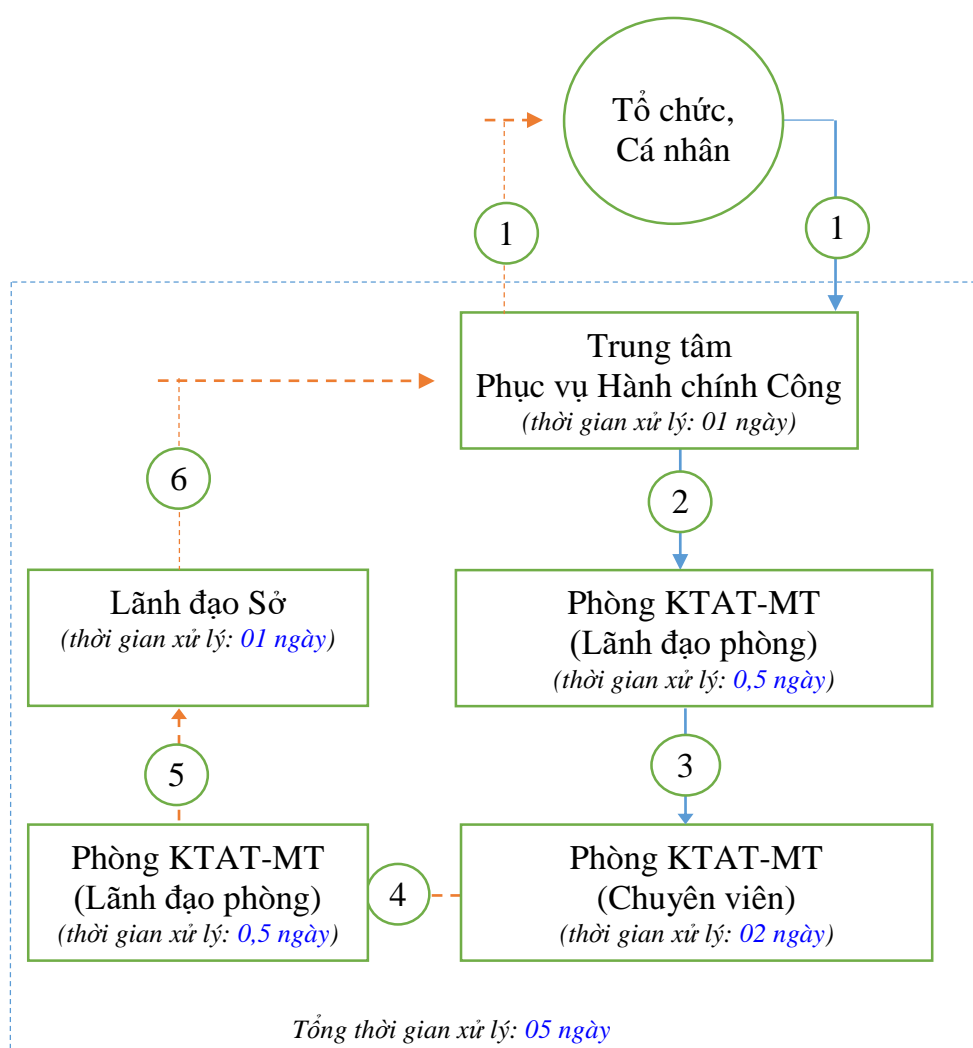 Tổ chức,
Cá nhân
1
1
Trung tâm
Phục vụ Hành chính Công
(thời gian xử lý: 01 ngày)
6
2
Lãnh đạo Sở
(thời gian xử lý: 01 ngày)
Phòng KTAT-MT
(Lãnh đạo phòng)
(thời gian xử lý: 0,5 ngày)
5
3
Phòng KTAT-MT
(Lãnh đạo phòng)
(thời gian xử lý: 0,5 ngày)
4
Phòng KTAT-MT
(Chuyên viên)
(thời gian xử lý: 02 ngày)
Tổng thời gian xử lý: 05 ngày